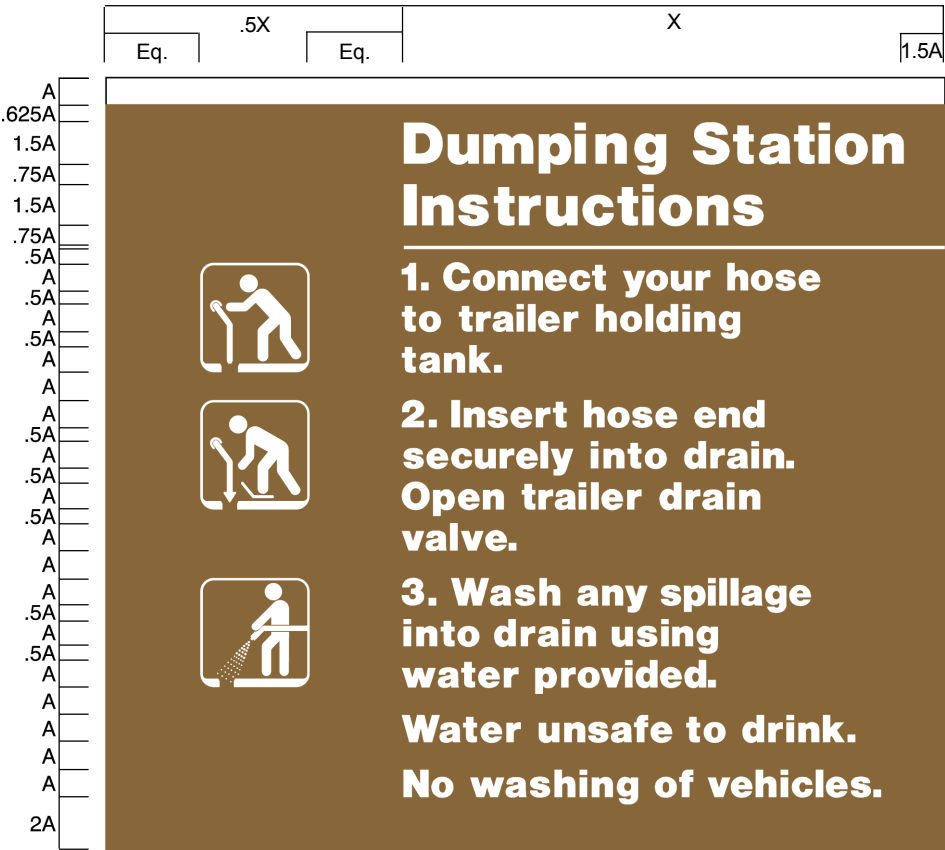 .5X
X
Eq.
Eq.
1.5A
A
.625A
1.5A
.75A
1.5A
.75A
.5A
A
.5A
A
.5A
A
A
A
.5A
A
.5A
A
.5A
A
A
A
.5A
A
.5A
A
A
A
A
A
2A
Dumping Station
Instructions
1. Connect your hose
to trailer holding
tank.
2. Insert hose end
securely into drain.
Open trailer drain
valve.
3. Wash any spillage
into drain using
water provided.
Water unsafe to drink.
No washing of vehicles.